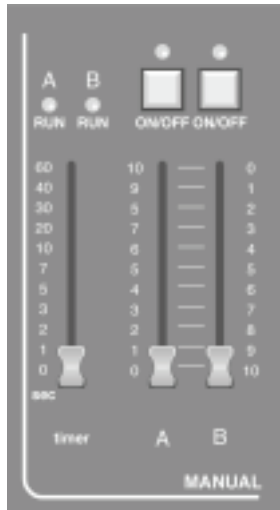 A B
RUN RUN
ON/OFF ON/OFF
60 10 0
40 9 1
30 5 2
20 7 3
10 6 4
7 5 5
5 4 6
3 3 7
2 2 8
1 1 9
0 0 10
sec
timer A B
MANUAL